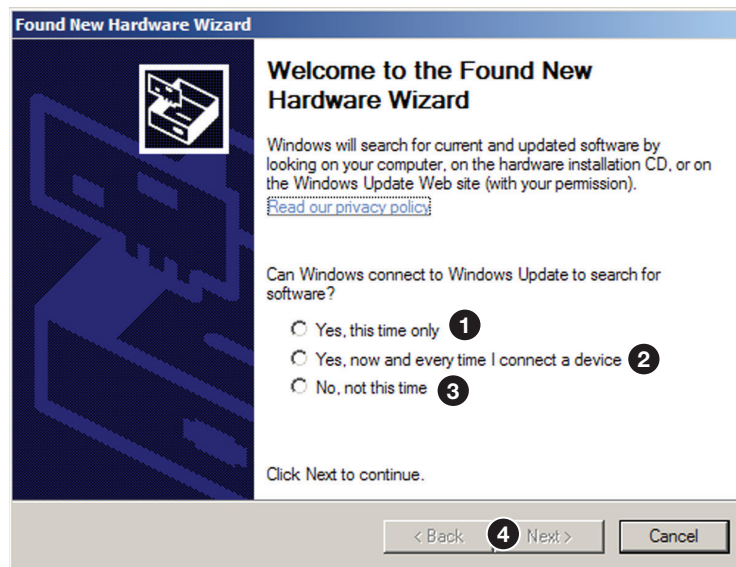 Found New Hardware Wizard
Welcome to the Found New
Hardware Wizard
Windows will search for current and updated software by
looking on your computer, on the hardware installation CD, or on
the Windows Update Web site (with your permission).
Read our privacy policy
Can Windows connect to Windows Update to search for
software?
Yes, this time only 1
Yes, now and every time I connect a device 2
No, not this time 3
Click Next to continue.
< Back 4 Next > Cancel